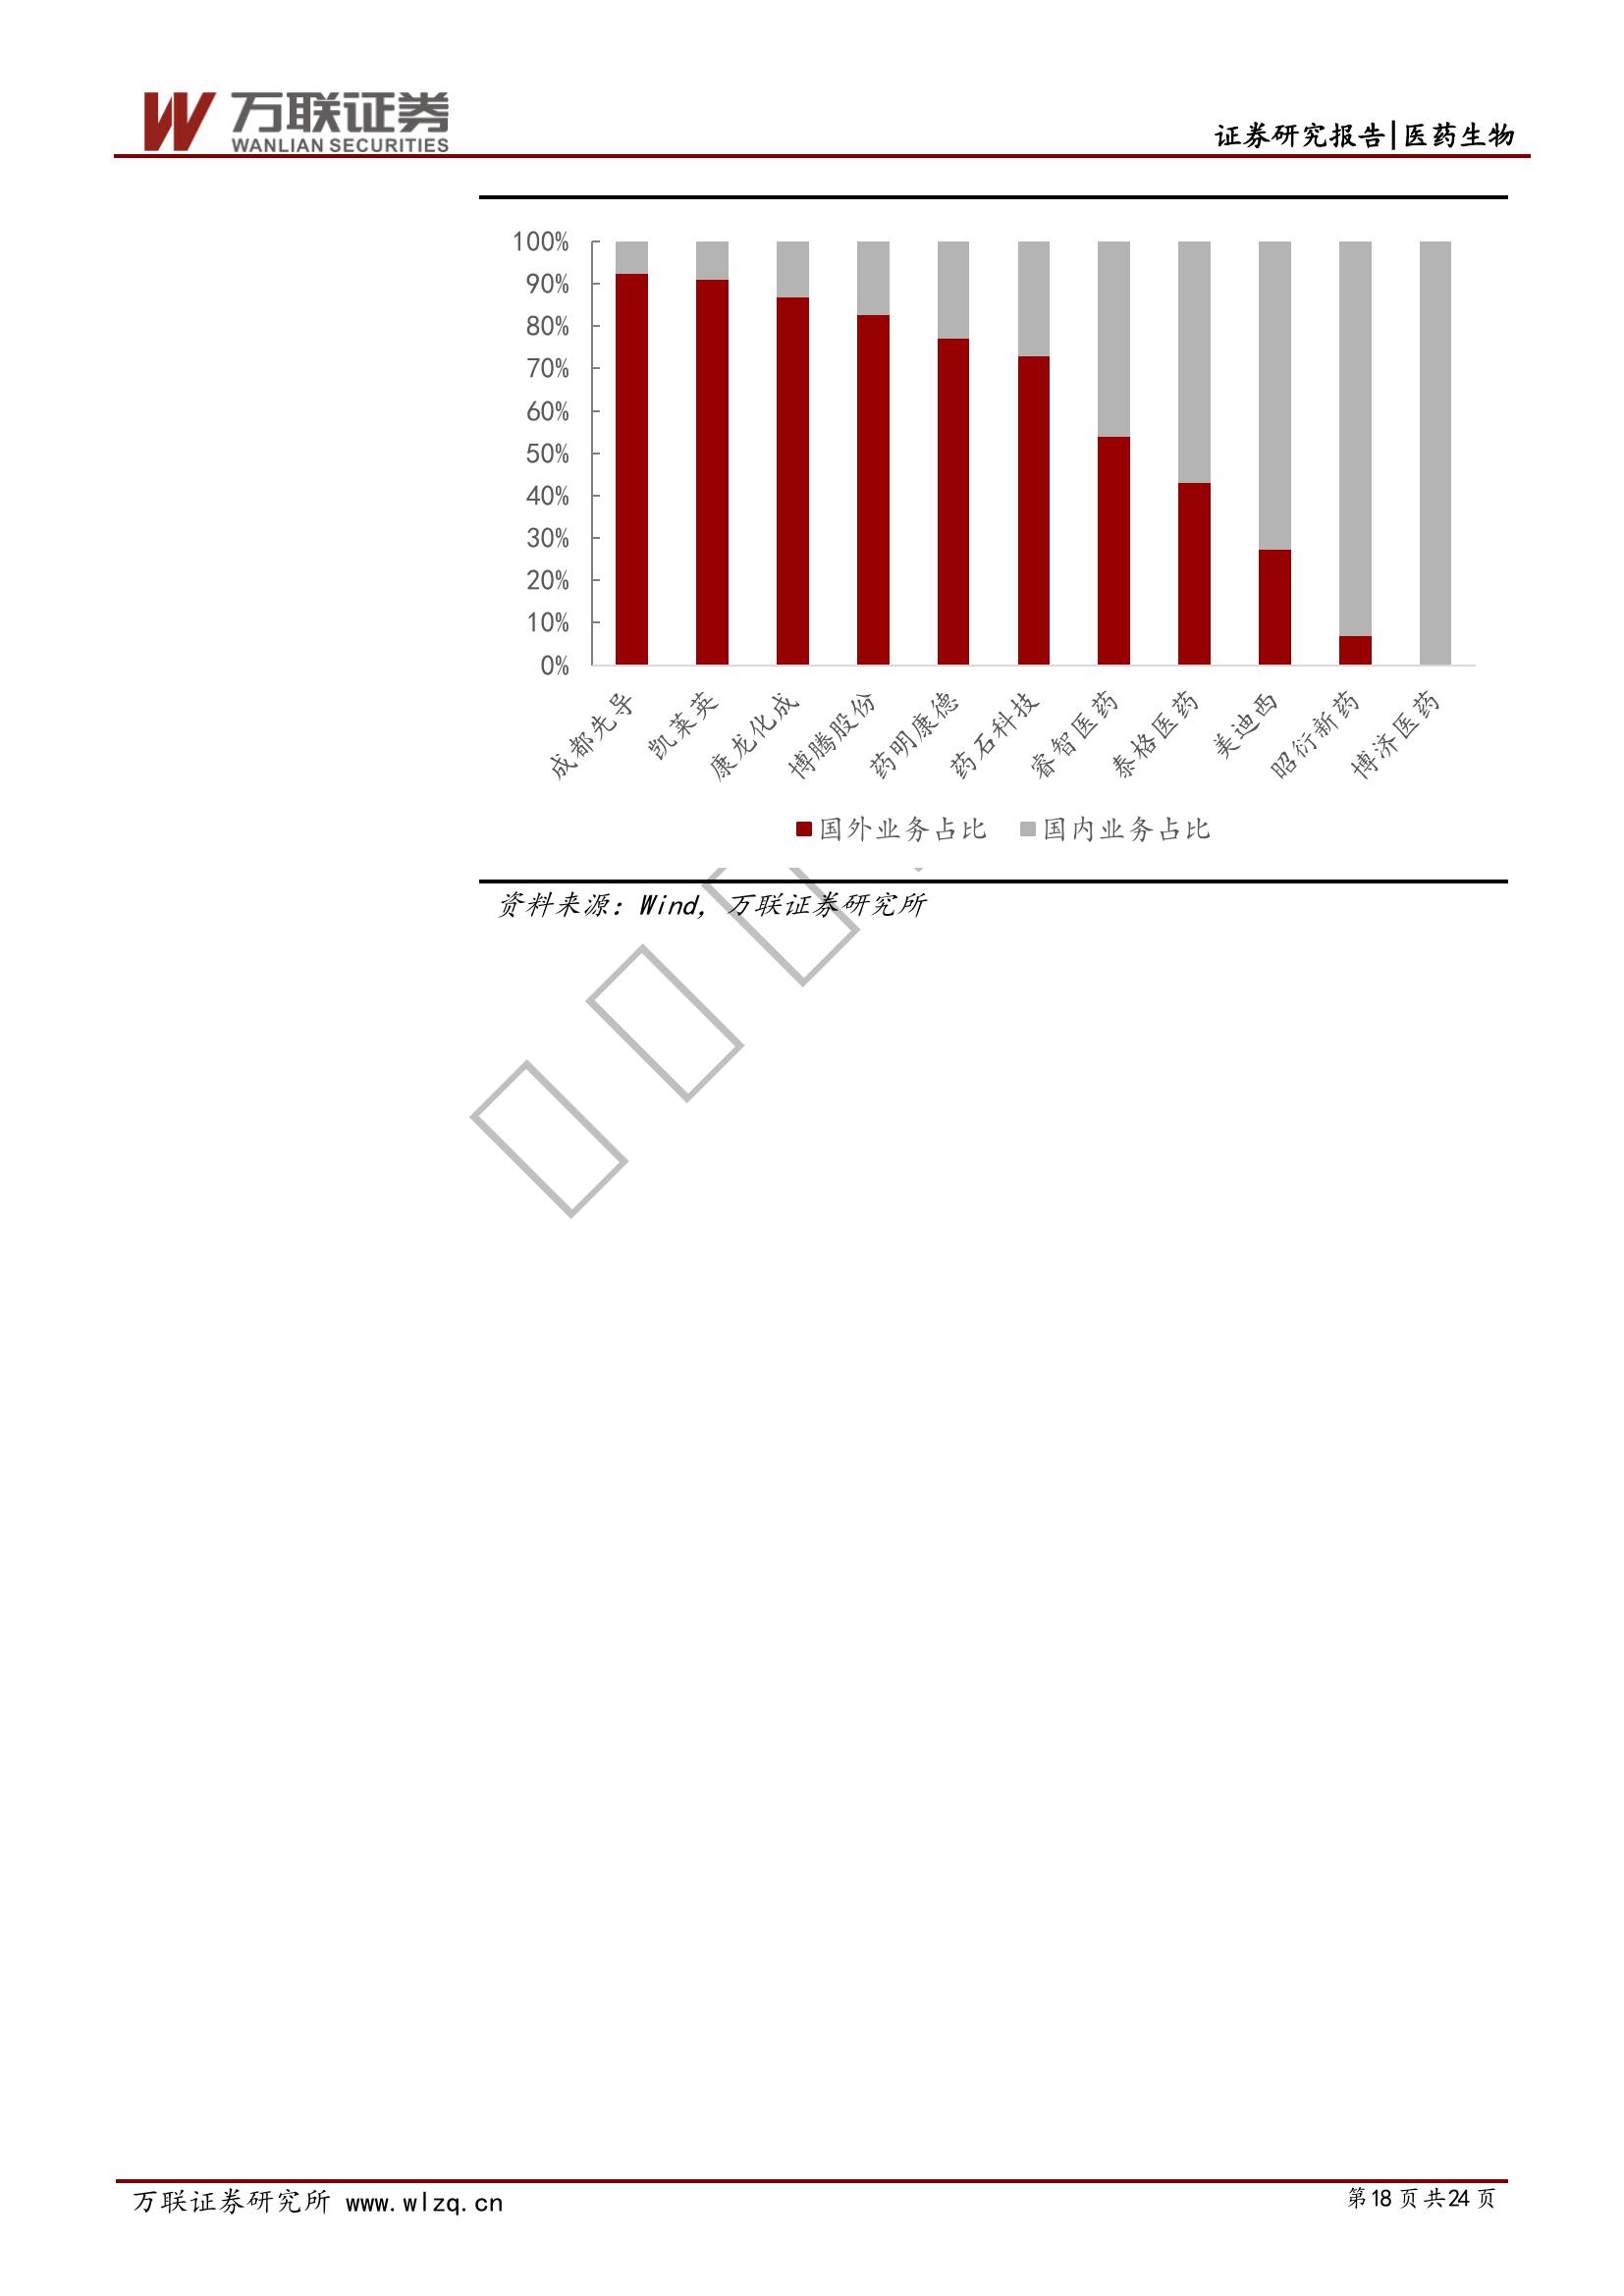 万联证券
WANLIAN SECURITIES
证券研究报告|医药生物
100%
90%
80%
70%
60%
50%
40%
30%
20%
10%
0%
成都先导
凯莱英
康龙化成
博腾股份
药明康德
药石科技
睿智医药
泰格医药
美迪西
昭衍新药
博济医药
国外业务占比 国内业务占比
资料来源：Wind，万联证券研究所
万联证券研究所 www.wlzq.cn
第18页共24页